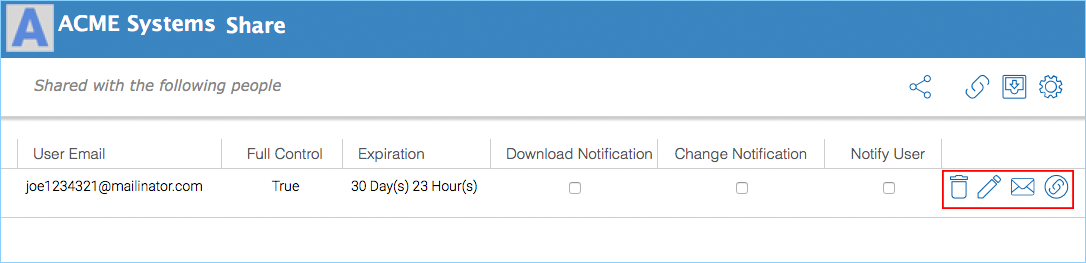 A ACME Systems Share
Shared with the following people
User Email Full Control Expiration Download Notification Change Notification Notify User
joe1234321@mailinator.com True 30 Day(s) 23 Hour(s)